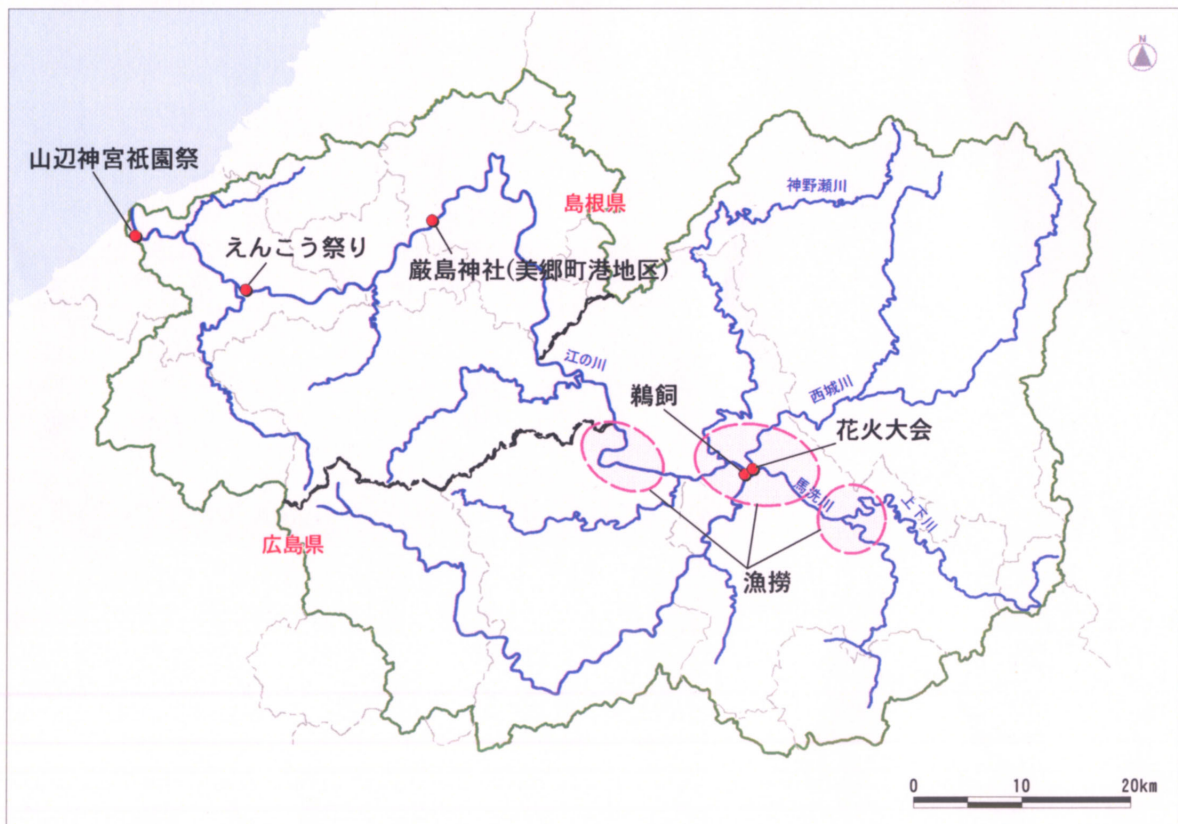 N
山辺神宮祇園祭
島根県
神野瀬川
えんこう祭り
厳島神社(美郷町港地区)
江の川
西城川
鵜飼
花火大会
馬洗川
上下川
広島県
漁撈
0 10 20km